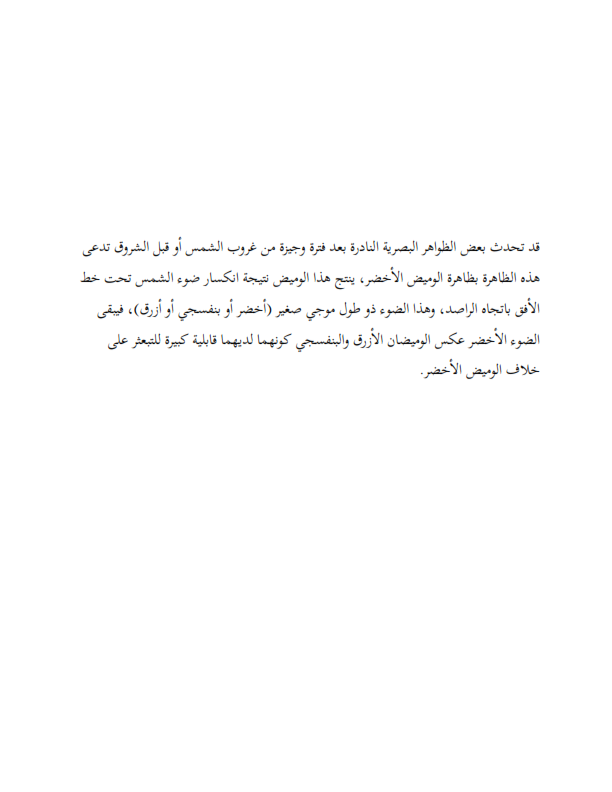 قد تحدث بعض الظواهر البصرية النادرة بعد فترة وجيزة من غروب الشمس أو قبل الشروق تدعى
هذه الظاهرة بظاهرة الوميض الأخضر، ينتج هذا الوميض نتيجة انكسار ضوء الشمس تحت خط
الأفق باتجاه الراصد، وهذا الضوء ذو طول موجي صغير (أخضر أو بنفسجي أو أزرق)، فيبقى
الضوء الأخضر عكس الوميضان الأزرق والبنفسجي كونهما لديهما قابلية كبيرة للتبعثر على
خلاف الوميض الأخضر.